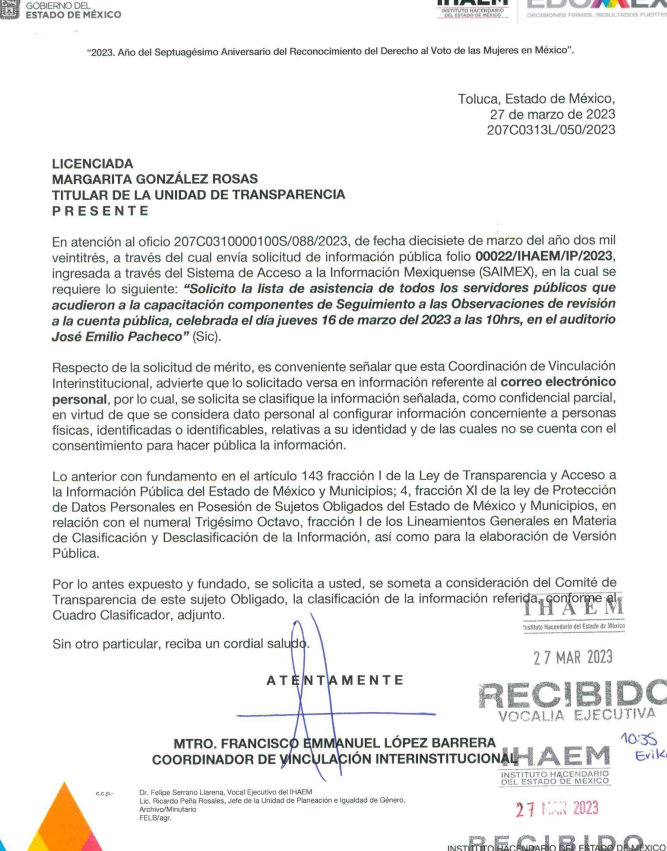 GOBIERNO DEL
ESTADO DE MÉXICO
INSTITUTO HACENDARIO
DEL ESTADO DE MÉXICO
DECISIONES FIRMES, RESULTADOS FUERTES
"2023. Año del Septuagésimo Aniversario del Reconocimiento del Derecho al Voto de las Mujeres en México".
Toluca, Estado de México,
27 de marzo de 2023
207C0313L/050/2023
LICENCIADA
MARGARITA GONZÁLEZ ROSAS
TITULAR DE LA UNIDAD DE TRANSPARENCIA
P R E S E N T E
En atención al oficio 207C0310000100S/088/2023, de fecha diecisiete de marzo del año dos mil
veintitrés, a través del cual envía solicitud de información pública folio 00022/IHAEM/IP/2023,
ingresada a través del Sistema de Acceso a la Información Mexiquense (SAIMEX), en la cual se
requiere lo siguiente: "Solicito la lista de asistencia de todos los servidores públicos que
acudieron a la capacitación componentes de Seguimiento a las Observaciones de revisión
a la cuenta pública, celebrada el día jueves 16 de marzo del 2023 a las 10hrs, en el auditorio
José Emilio Pacheco" (Sic).
Respecto de la solicitud de mérito, es conveniente señalar que esta Coordinación de Vinculación
Interinstitucional, advierte que lo solicitado versa en información referente al correo electrónico
personal, por lo cual, se solicita se clasifique la información señalada, como confidencial parcial,
en virtud de que se considera dato personal al configurar información concerniente a personas
físicas, identificadas o identificables, relativas a su identidad y de las cuales no se cuenta con el
consentimiento para hacer pública la información.
Lo anterior con fundamento en el artículo 143 fracción I de la Ley de Transparencia y Acceso a
la Información Pública del Estado de México y Municipios; 4, fracción XI de la ley de Protección
de Datos Personales en Posesión de Sujetos Obligados del Estado de México y Municipios, en
relación con el numeral Trigésimo Octavo, fracción I de los Lineamientos Generales en Materia
de Clasificación y Desclasificación de la Información, así como para la elaboración de Versión
Pública.
Por lo antes expuesto y fundado, se solicita a usted, se someta a consideración del Comité de
Transparencia de este sujeto Obligado, la clasificación de la información referida, conforme al
Cuadro Clasificador, adjunto.
IHAEM
Instituto Hacendario del Estado de México
Sin otro particular, reciba un cordial saludo.
27 MAR 2023
A T E N T A M E N T E
RECIBIDO
VOCALIA EJECUTIVA
10:35
MTRO. FRANCISCO EMMANUEL LÓPEZ BARRERA
COORDINADOR DE VINCULACIÓN INTERINSTITUCIONAL
IHAEM
INSTITUTO HACENDARIO
DEL ESTADO DE MÉXICO
27 MAR 2023
c.c.p.- Dr. Felipe Serrano Llarena, Vocal Ejecutivo del IHAEM
Lic. Ricardo Peña Rosales, Jefe de la Unidad de Planeación e Igualdad de Género.
Archivo/Minutario
FELB/agr.
RECIBIDO
INSTITUTO HACENDARIO DEL ESTADO DE MÉXICO